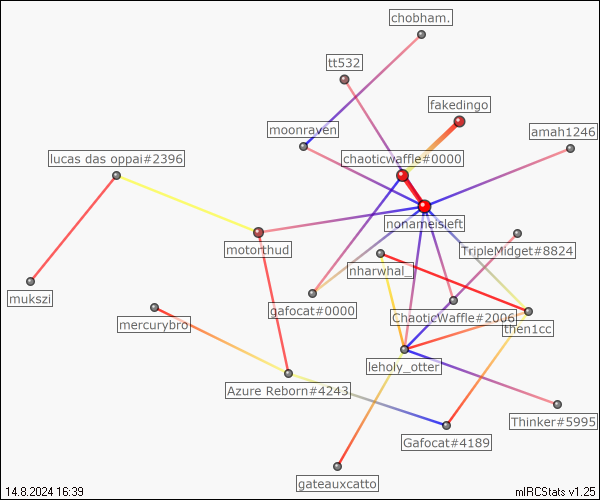 chobham.
tt532
fakedingo
moonraven
amah1246
lucas das oppai#2396
chaoticwaffle#0000
nonameisleft
motorthud
TripleMidget#8824
nharwhal_
mukszi
gafocat#0000
ChaoticWaffle#2006
mercurybro
then1cc
leholy_otter
Azure Reborn#4243
Thinker#5995
Gafocat#4189
gateauxcatto
14.8.2024 16:39
mIRCStats v1.25